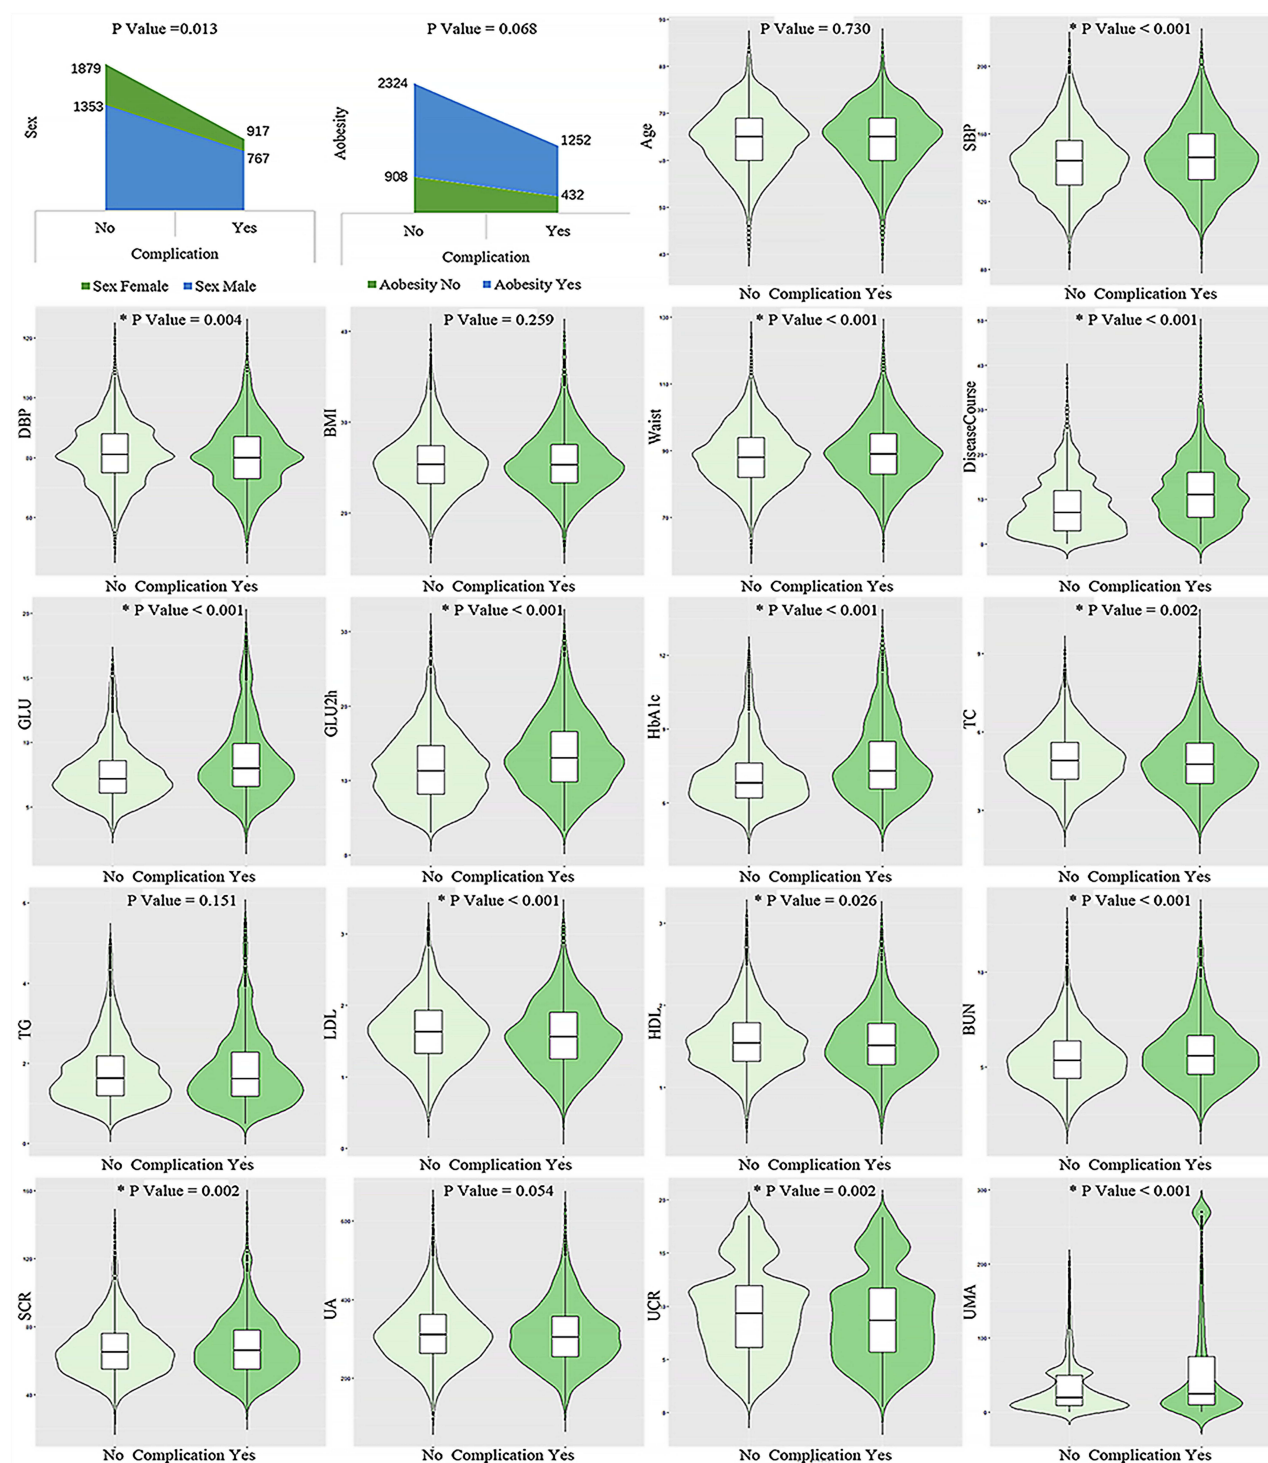 P Value =0.013
1879
1353
917
767
Sex
No Yes
Complication
Sex Female Sex Male
P Value = 0.068
2324
908
1252
432
Aobesity
No Yes
Complication
Aobesity No Aobesity Yes
P Value = 0.730
Age
No Complication Yes
* P Value < 0.001
SBP
No Complication Yes
* P Value = 0.004
DBP
No Complication Yes
P Value = 0.259
BMI
No Complication Yes
* P Value < 0.001
Waist
No Complication Yes
* P Value < 0.001
DiseaseCourse
No Complication Yes
* P Value < 0.001
GLU
No Complication Yes
* P Value < 0.001
GLU2h
No Complication Yes
* P Value < 0.001
HbA1c
No Complication Yes
* P Value = 0.002
TC
No Complication Yes
P Value = 0.151
TG
No Complication Yes
* P Value < 0.001
LDL
No Complication Yes
* P Value = 0.026
HDL
No Complication Yes
* P Value < 0.001
BUN
No Complication Yes
* P Value = 0.002
SCR
No Complication Yes
P Value = 0.054
UA
No Complication Yes
* P Value = 0.002
UCR
No Complication Yes
* P Value < 0.001
UMA
No Complication Yes